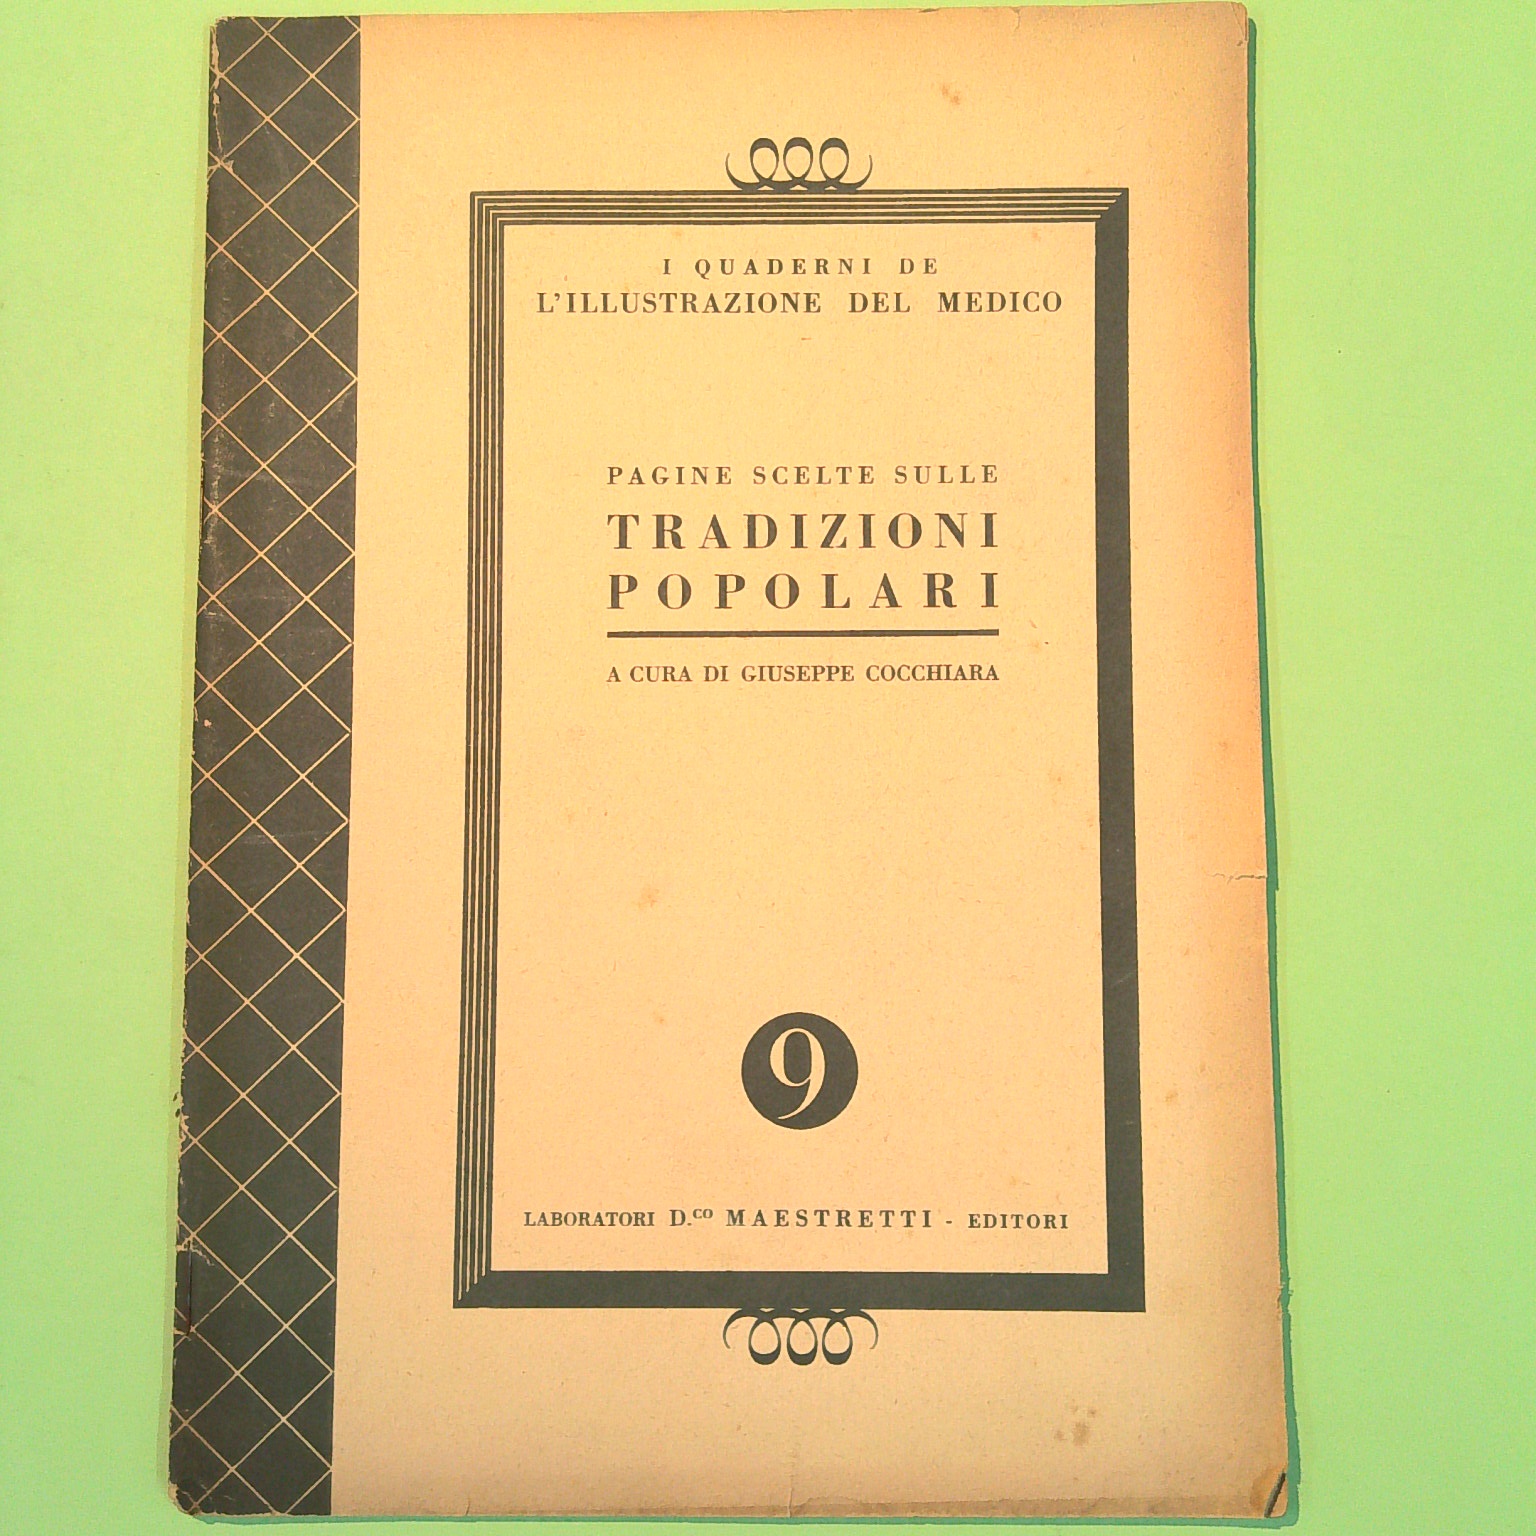 I QUADERNI DE
L'ILLUSTRAZIONE DEL MEDICO
PAGINE SCELTE SULLE
TRADIZIONI
POPOLARI
A CURA DI GIUSEPPE COCCHIARA
9
LABORATORI D.CO MAESTRETTI - EDITORI